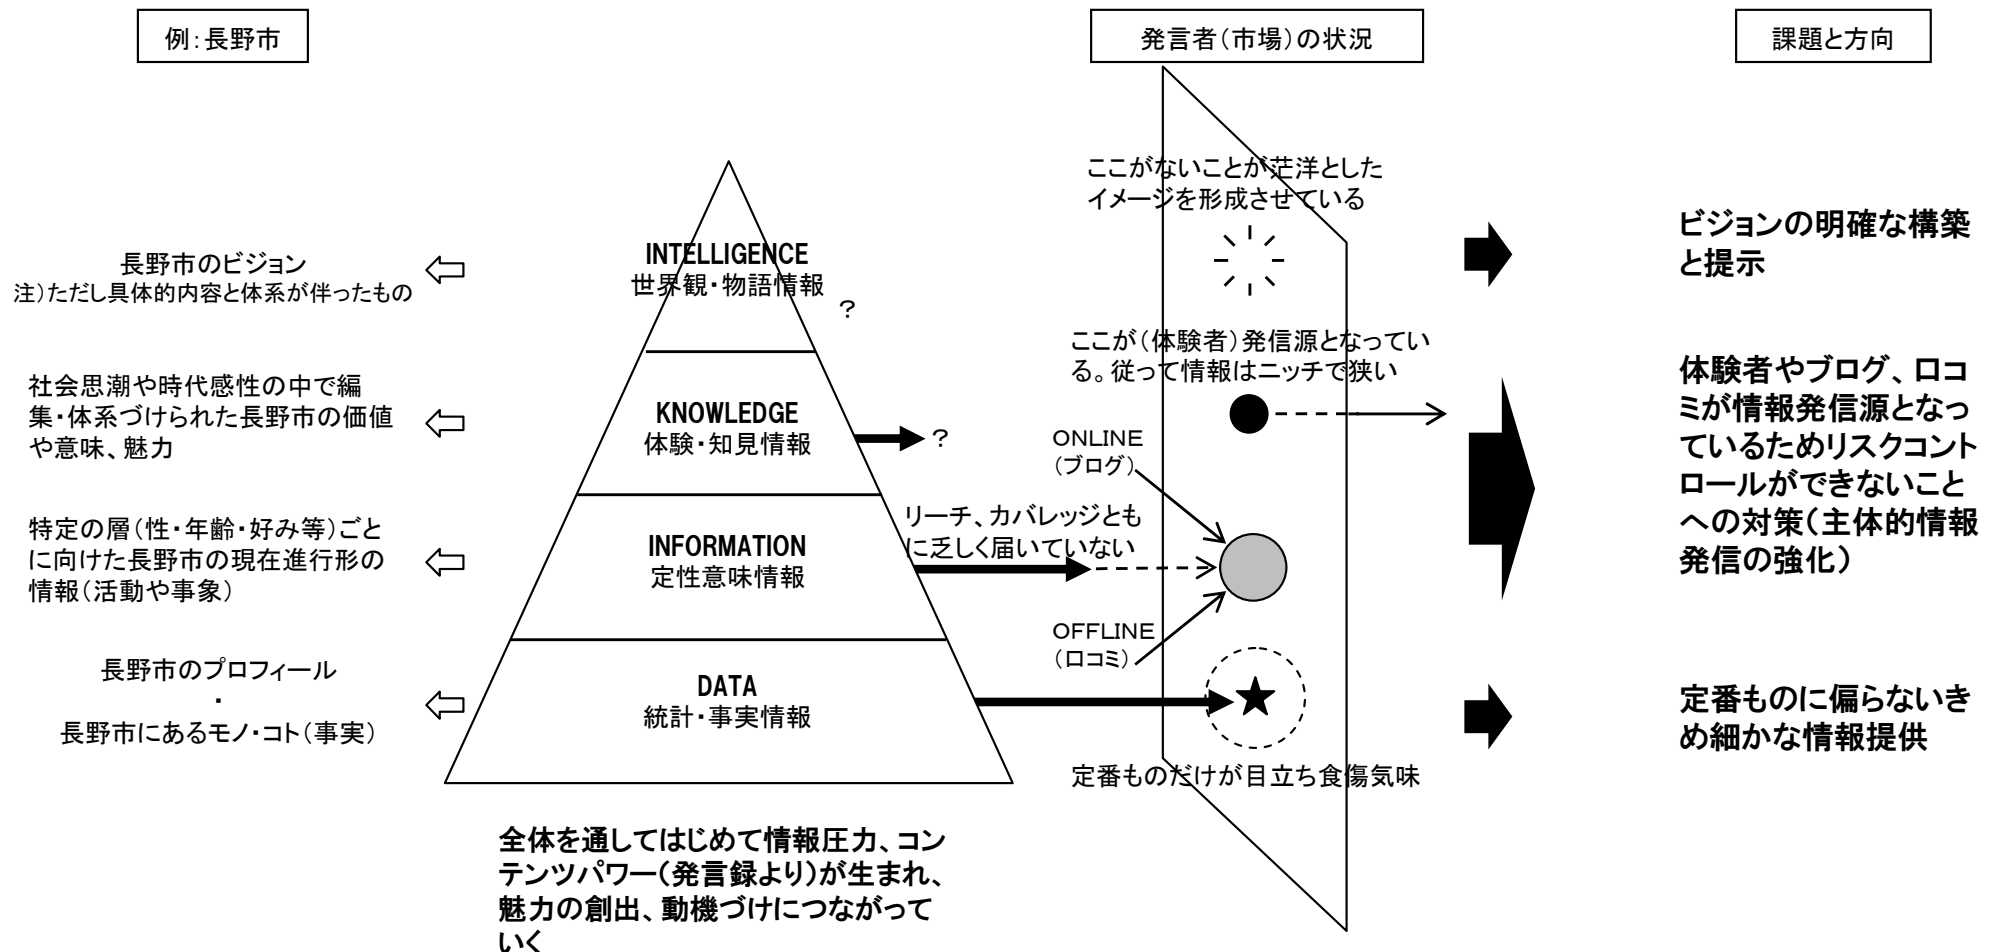 例：長野市
発言者（市場）の状況
課題と方向
ここがないことが茫洋とした
イメージを形成させている
INTELLIGENCE
世界観・物語情報
？
長野市のビジョン
注）ただし具体的内容と体系が伴ったもの
ビジョンの明確な構築
と提示
ここが（体験者）発信源となってい
る。従って情報はニッチで狭い
社会思潮や時代感性の中で編
集・体系づけられた長野市の価値
や意味、魅力
KNOWLEDGE
体験・知見情報
？
ONLINE
（ブログ）
体験者やブログ、口コ
ミが情報発信源となっ
ているためリスクコント
ロールができないこと
への対策（主体的情報
発信の強化）
特定の層（性・年齢・好み等）ごと
に向けた長野市の現在進行形の
情報（活動や事象）
INFORMATION
定性意味情報
リーチ、カバレッジとも
に乏しく届いていない
OFFLINE
（口コミ）
長野市のプロフィール
・
長野市にあるモノ・コト（事実）
DATA
統計・事実情報
定番ものだけが目立ち食傷気味
定番ものに偏らないき
め細かな情報提供
全体を通してはじめて情報圧力、コン
テンツパワー（発言録より）が生まれ、
魅力の創出、動機づけにつながって
いく